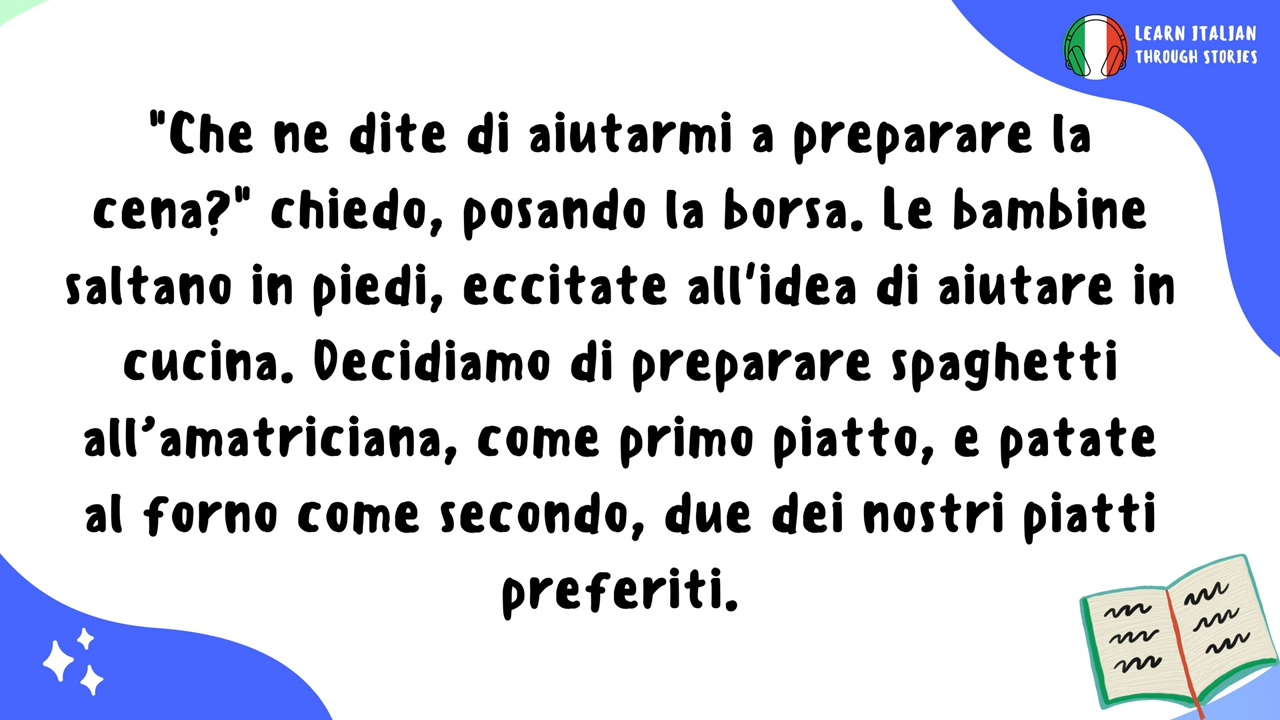 LEARN ITALIAN
THROUGH STORIES
"Che ne dite di aiutarmi a preparare la
cena?" chiedo, posando la borsa. Le bambine
saltano in piedi, eccitate all'idea di aiutare in
cucina. Decidiamo di preparare spaghetti
all’amatriciana, come primo piatto, e patate
al forno come secondo, due dei nostri piatti
preferiti.